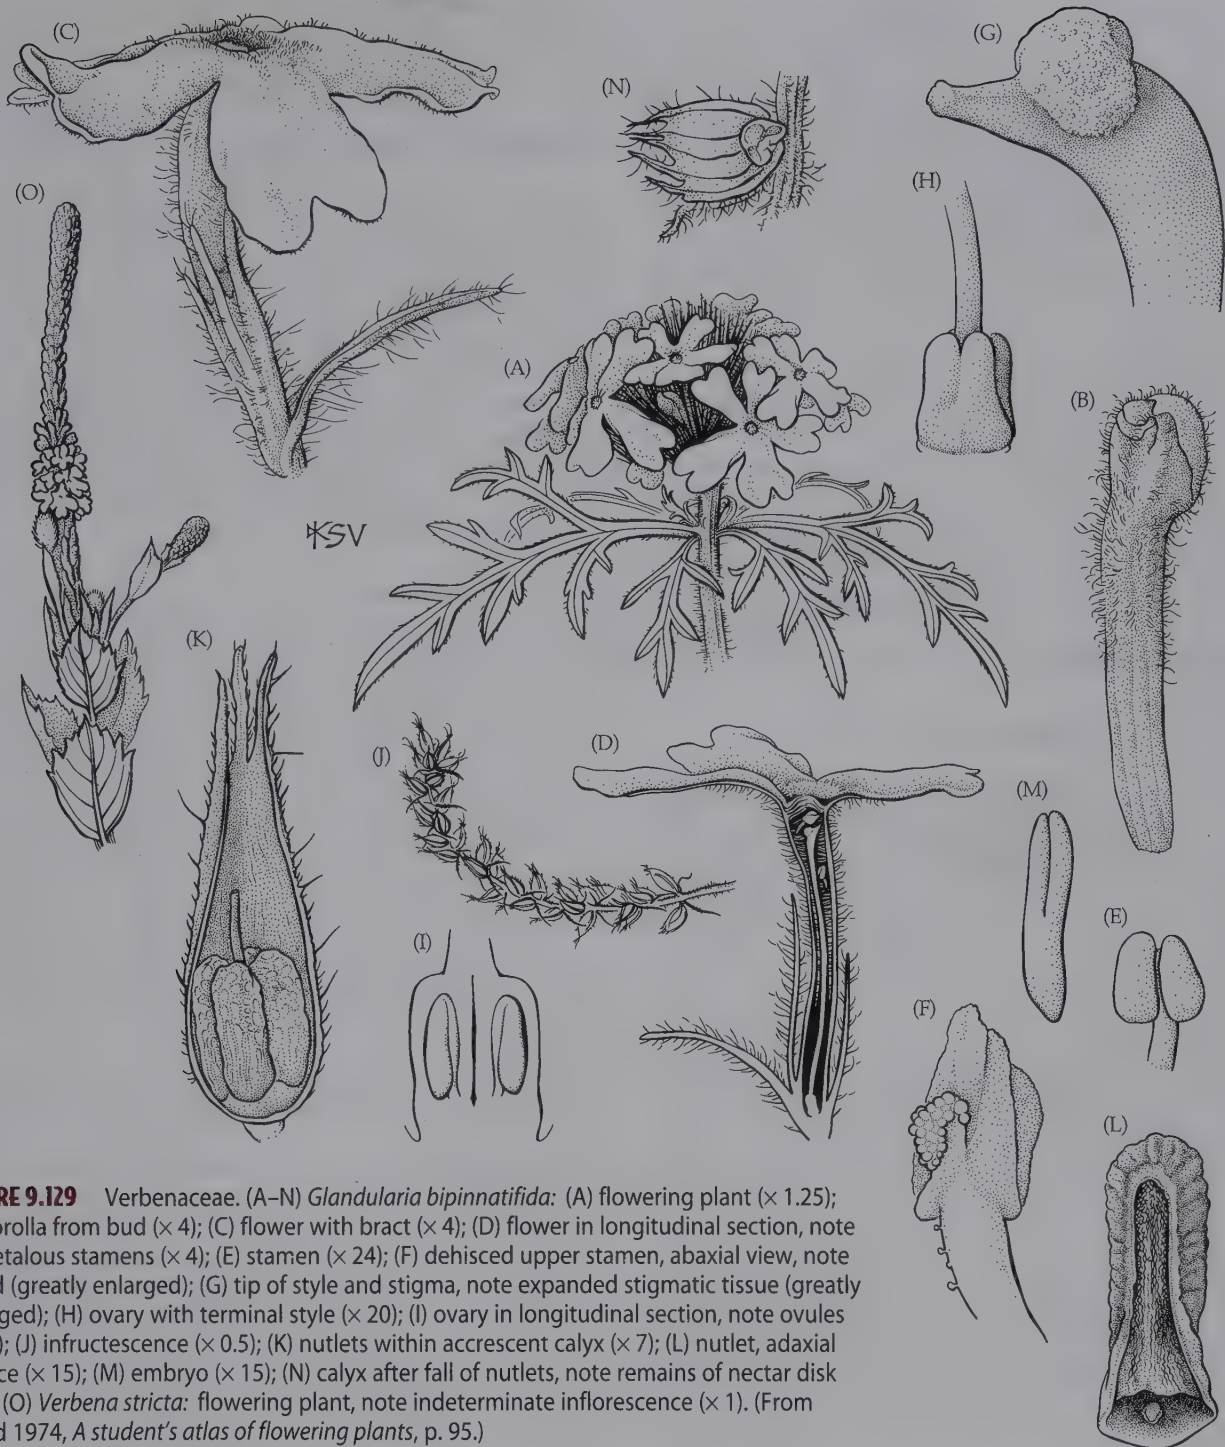 (C)
(G)
(N)
(O)
(H)
(A)
(B)
KSV
(K)
(J)
(D)
(M)
(I)
(E)
(F)
(L)
RE 9.129 Verbenaceae. (A–N) Glandularia bipinnatifida: (A) flowering plant (× 1.25);
orolla from bud (× 4); (C) flower with bract (× 4); (D) flower in longitudinal section, note
etalous stamens (× 4); (E) stamen (× 24); (F) dehisced upper stamen, abaxial view, note
d (greatly enlarged); (G) tip of style and stigma, note expanded stigmatic tissue (greatly
ged); (H) ovary with terminal style (× 20); (I) ovary in longitudinal section, note ovules
); (J) infructescence (× 0.5); (K) nutlets within accrescent calyx (× 7); (L) nutlet, adaxial
ce (× 15); (M) embryo (× 15); (N) calyx after fall of nutlets, note remains of nectar disk
(O) Verbena stricta: flowering plant, note indeterminate inflorescence (× 1). (From
d 1974, A student's atlas of flowering plants, p. 95.)